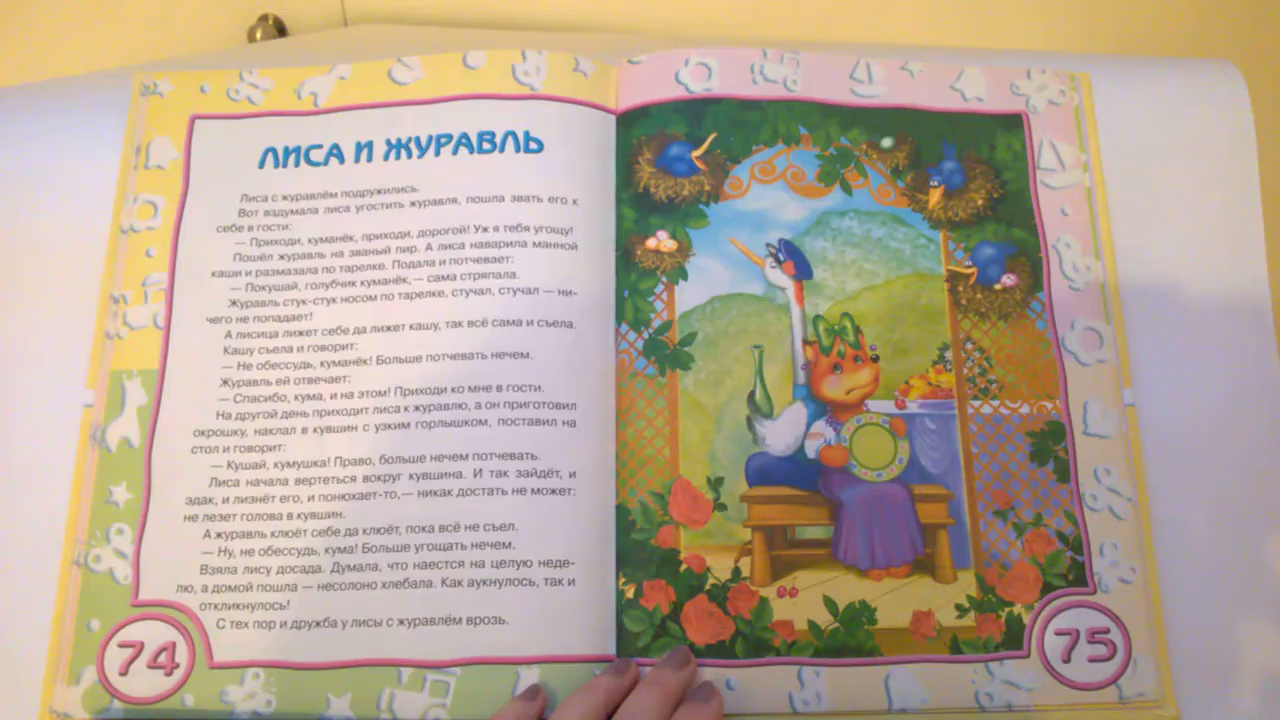 ЛИСА И ЖУРАВЛЬ
Лиса с журавлём подружились.
Вот вздумала лиса угостить журавля, пошла звать его к
себе в гости:
— Приходи, куманёк, приходи, дорогой! Уж я тебя угощу!
Пошёл журавль на званый пир. А лиса наварила манной
каши и размазала по тарелке. Подала и потчевает:
— Покушай, голубчик куманёк,— сама стряпала.
Журавль стук-стук носом по тарелке, стучал, стучал — ни-
чего не попадает!
А лисица лижет себе да лижет кашу, так всё сама и съела.
Кашу съела и говорит:
— Не обессудь, куманёк! Больше потчевать нечем.
Журавль ей отвечает:
— Спасибо, кума, и на этом! Приходи ко мне в гости.
На другой день приходит лиса к журавлю, а он приготовил
окрошку, наклал в кувшин с узким горлышком, поставил на
стол и говорит:
— Кушай, кумушка! Право, больше нечем потчевать.
Лиса начала вертеться вокруг кувшина. И так зайдёт, и
эдак, и лизнёт его, и понюхает-то,— никак достать не может:
не лезет голова в кувшин.
А журавль клюёт себе да клюёт, пока всё не съел.
— Ну, не обессудь, кума! Больше угощать нечем.
Взяла лису досада. Думала, что наестся на целую неде-
лю, а домой пошла — несолоно хлебала. Как аукнулось, так и
откликнулось!
С тех пор и дружба у лисы с журавлём врозь.
74
75